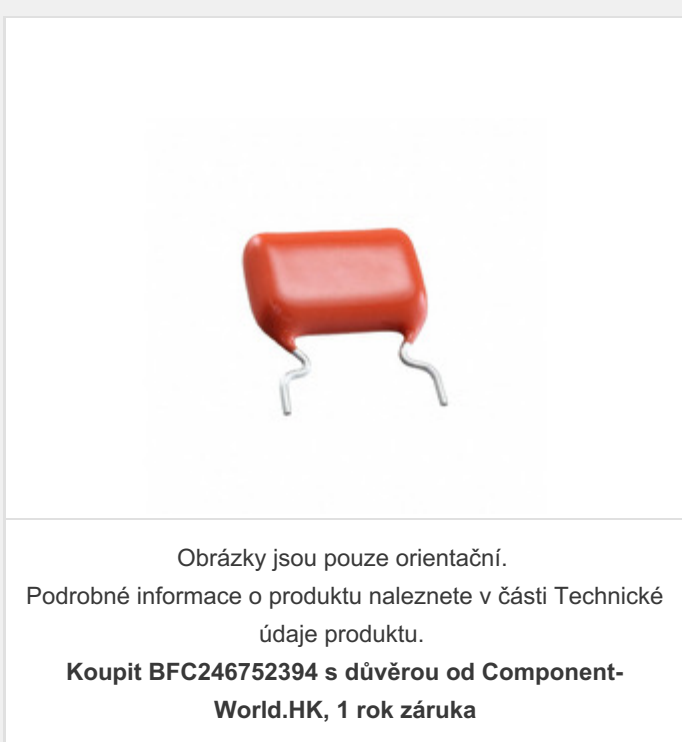 Obrázky jsou pouze orientační.
Podrobné informace o produktu naleznete v části Technické
údaje produktu.
Koupit BFC246752394 s důvěrou od Component-
World.HK, 1 rok záruka